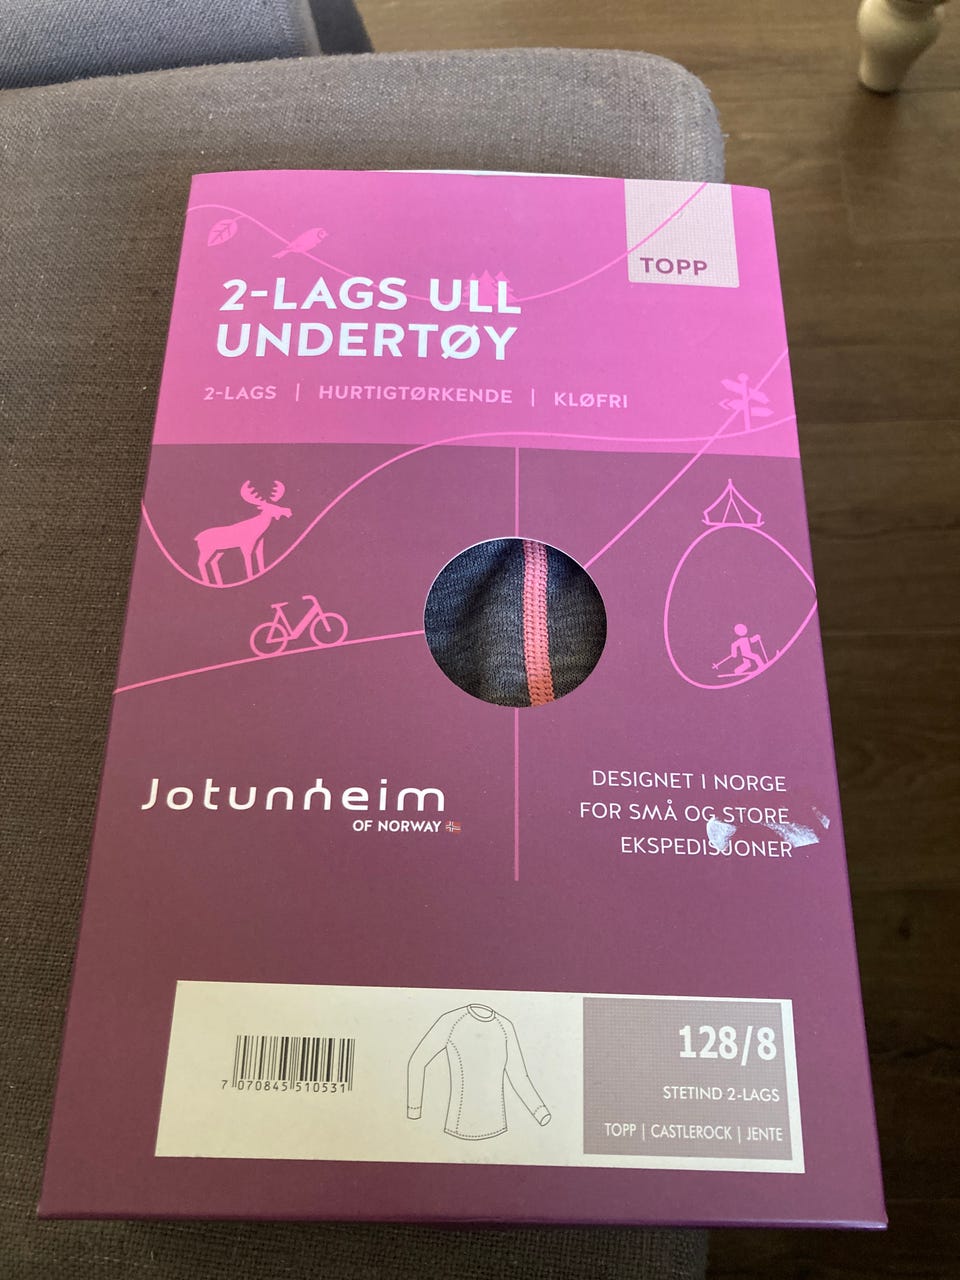 TOPP
2-LAGS ULL
UNDERTØY
2-LAGS | HURTIGTØRKENDE | KLØFRI
Jotunheim
OF NORWAY
DESIGNET I NORGE
FOR SMÅ OG STORE
EKSPEDISJONER
7 070845 510531
128/8
STETIND 2-LAGS
TOPP | CASTLEROCK | JENTE